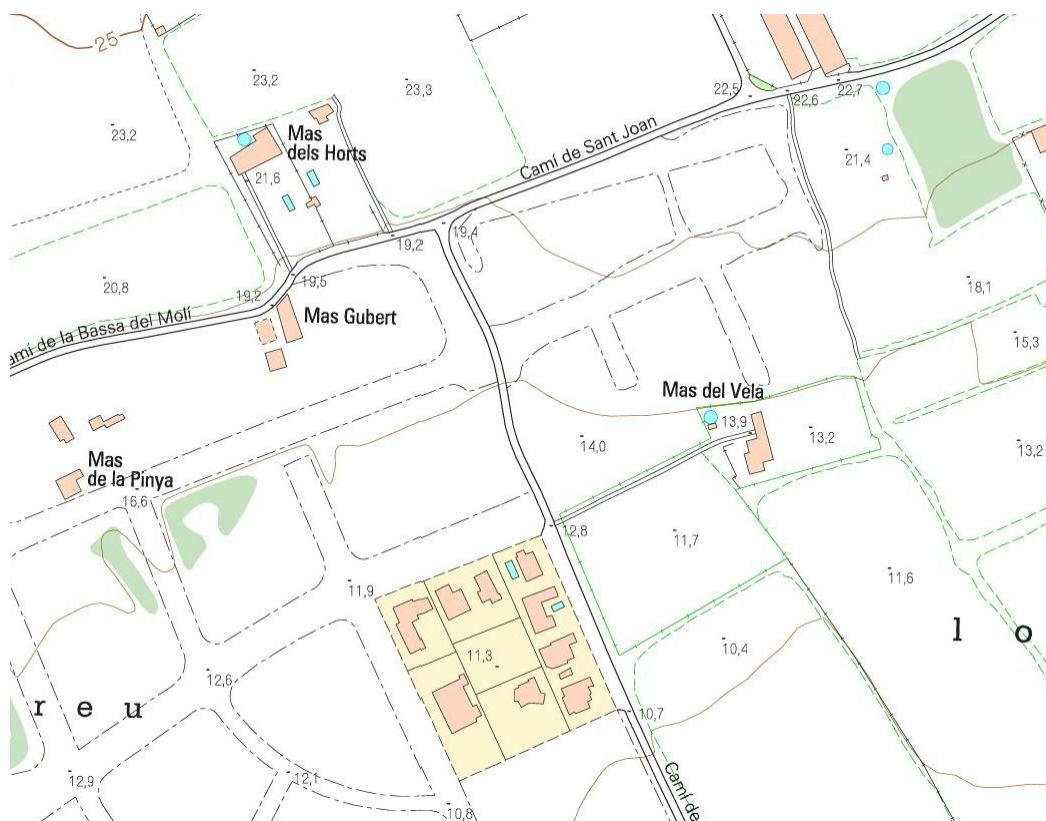 25
23,2
23,3
22,5
22,6
22,7
23,2
Mas
dels Horts
Camí de Sant Joan
21,4
21,6
19,2
19,4
20,8
19,2
19,5
18,1
Camí de la Bassa del Molí
Mas Gubert
15,3
Mas del Vela
13,9
14,0
13,2
13,2
Mas
de la Pinya
16,6
12,8
11,7
11,9
11,6
l o
10,4
11,3
12,6
r e u
10,7
12,9
12,1
10,8
Camí de